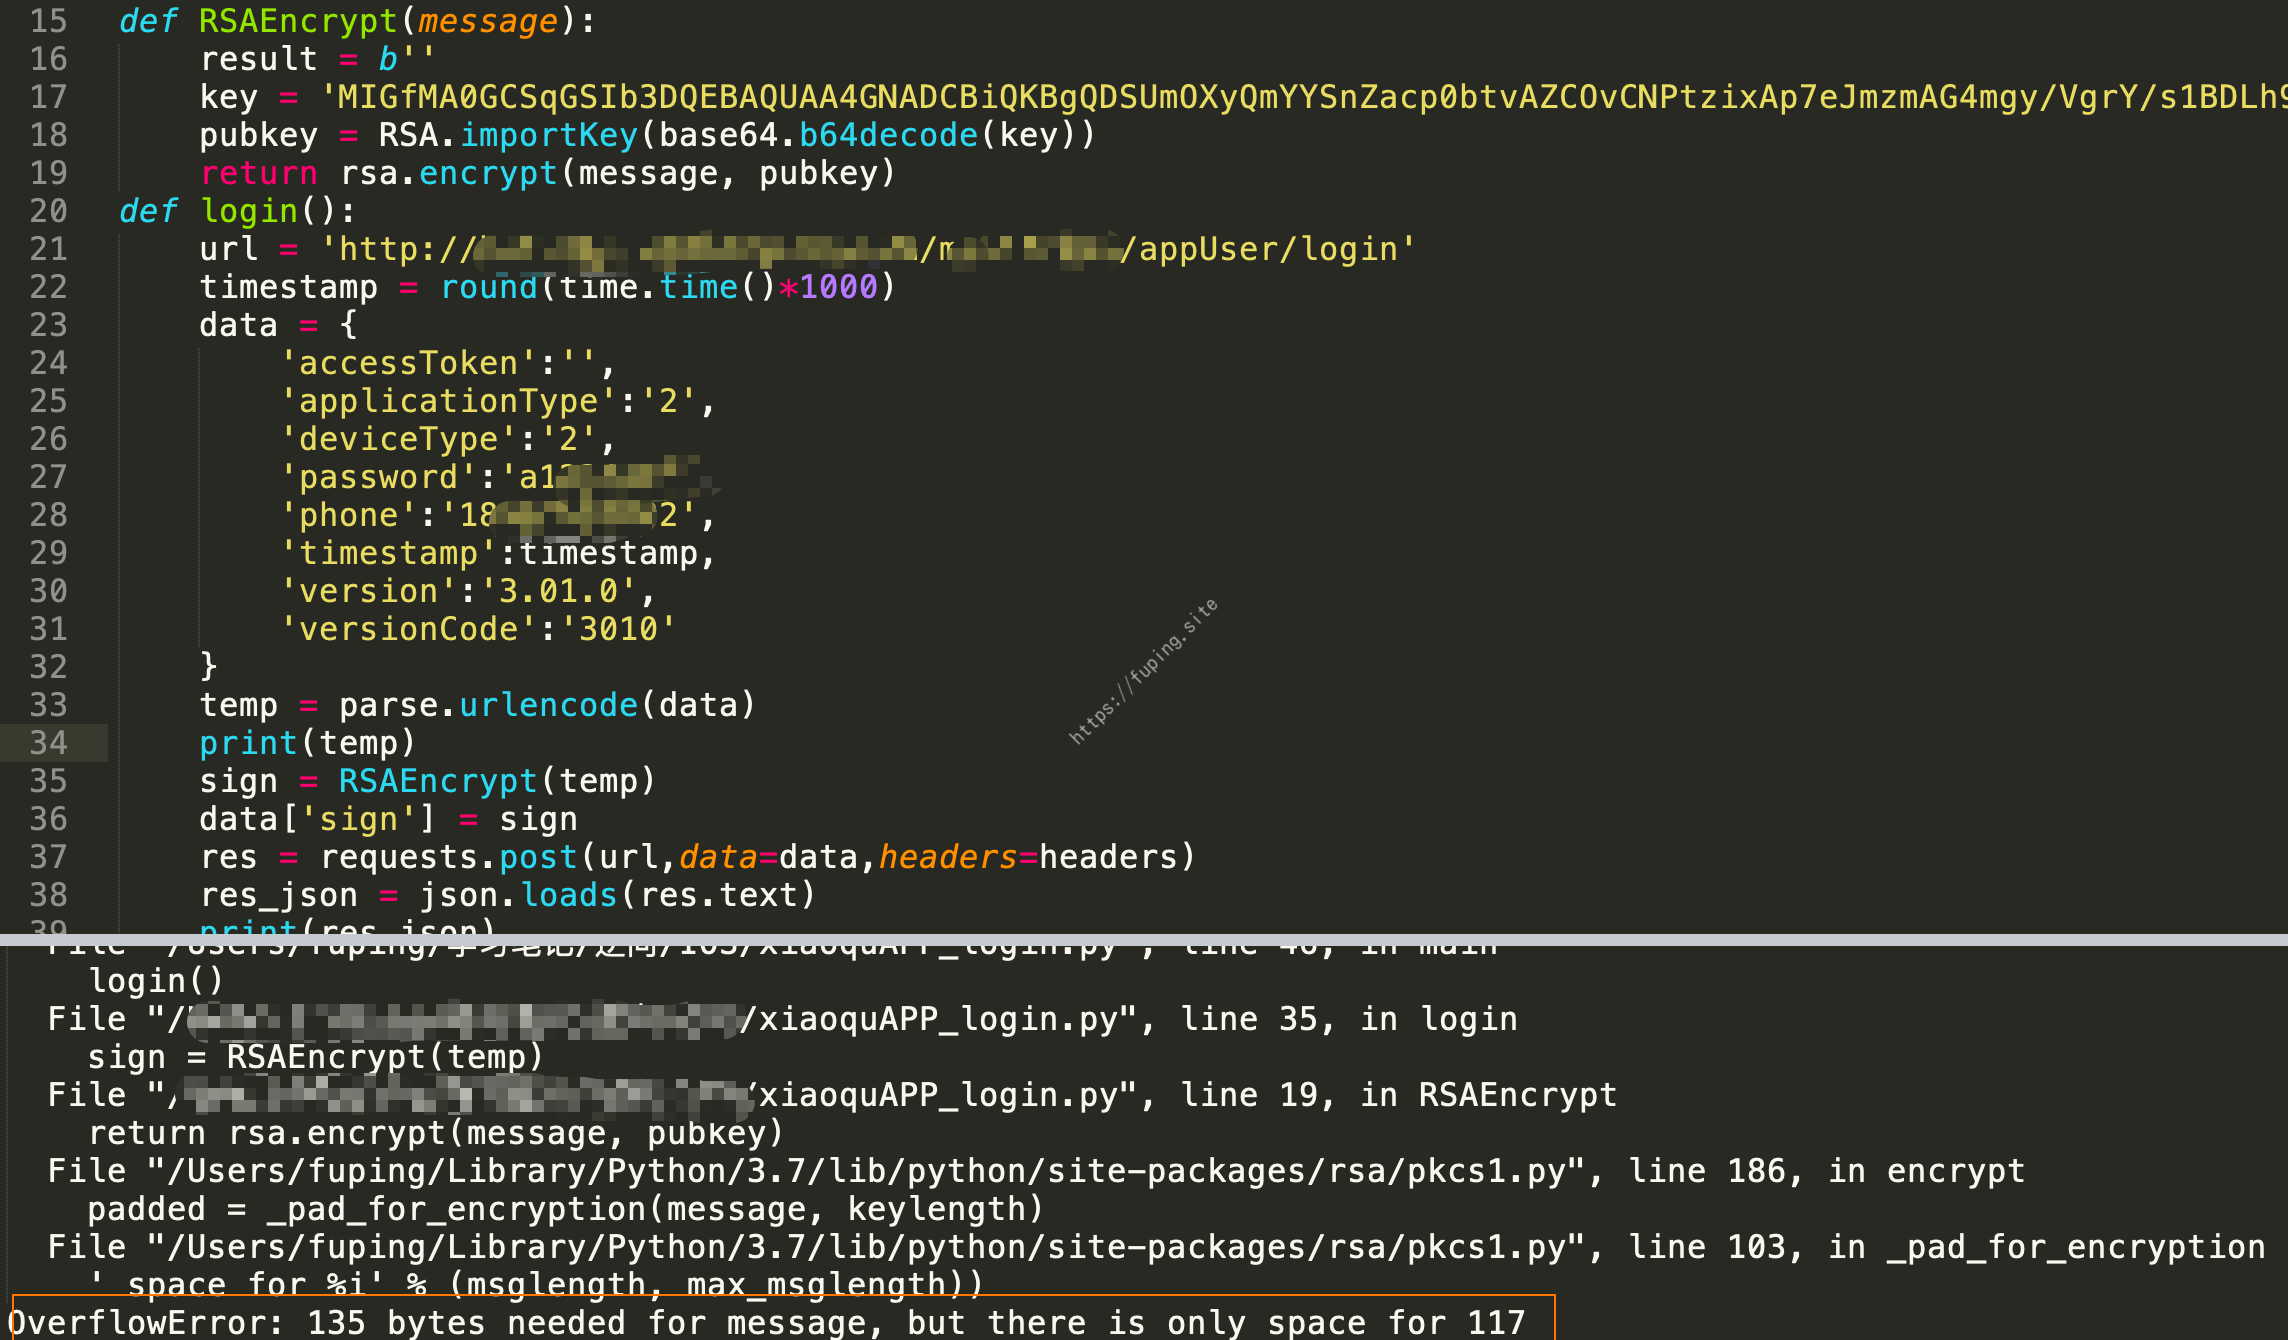 15 def RSAEncrypt(message):
16 result = b''
17 key = 'MIGfMA0GCSqGSIb3DQEBAQUAA4GNADCBiQKBgQDSUmOXyQmYYSnZacp0btvAZCOvCNPtzixAp7eJmzmAG4mgy/VgrY/s1BDLh9
18 pubkey = RSA.importKey(base64.b64decode(key))
19 return rsa.encrypt(message, pubkey)
20 def login():
21 url = 'http:// /m /appUser/login'
22 timestamp = round(time.time()*1000)
23 data = {
24 'accessToken':'',
25 'applicationType':'2',
26 'deviceType':'2',
27 'password':'a1
28 'phone':'18 2',
29 'timestamp':timestamp,
30 'version':'3.01.0',
31 'versionCode':'3010'
32 }
33 temp = parse.urlencode(data)
34 print(temp)
35 sign = RSAEncrypt(temp)
36 data['sign'] = sign
37 res = requests.post(url,data=data,headers=headers)
38 res_json = json.loads(res.text)
39 print(res_json)
https://fuping.site
File "/Users/fuping/学习笔记/逆向/IOS/xiaoquAPP_login.py", line 46, in main
login()
File "/ /xiaoquAPP_login.py", line 35, in login
sign = RSAEncrypt(temp)
File "/ /xiaoquAPP_login.py", line 19, in RSAEncrypt
return rsa.encrypt(message, pubkey)
File "/Users/fuping/Library/Python/3.7/lib/python/site-packages/rsa/pkcs1.py", line 186, in encrypt
padded = _pad_for_encryption(message, keylength)
File "/Users/fuping/Library/Python/3.7/lib/python/site-packages/rsa/pkcs1.py", line 103, in _pad_for_encryption
' space for %i' % (msglength, max_msglength))
OverflowError: 135 bytes needed for message, but there is only space for 117